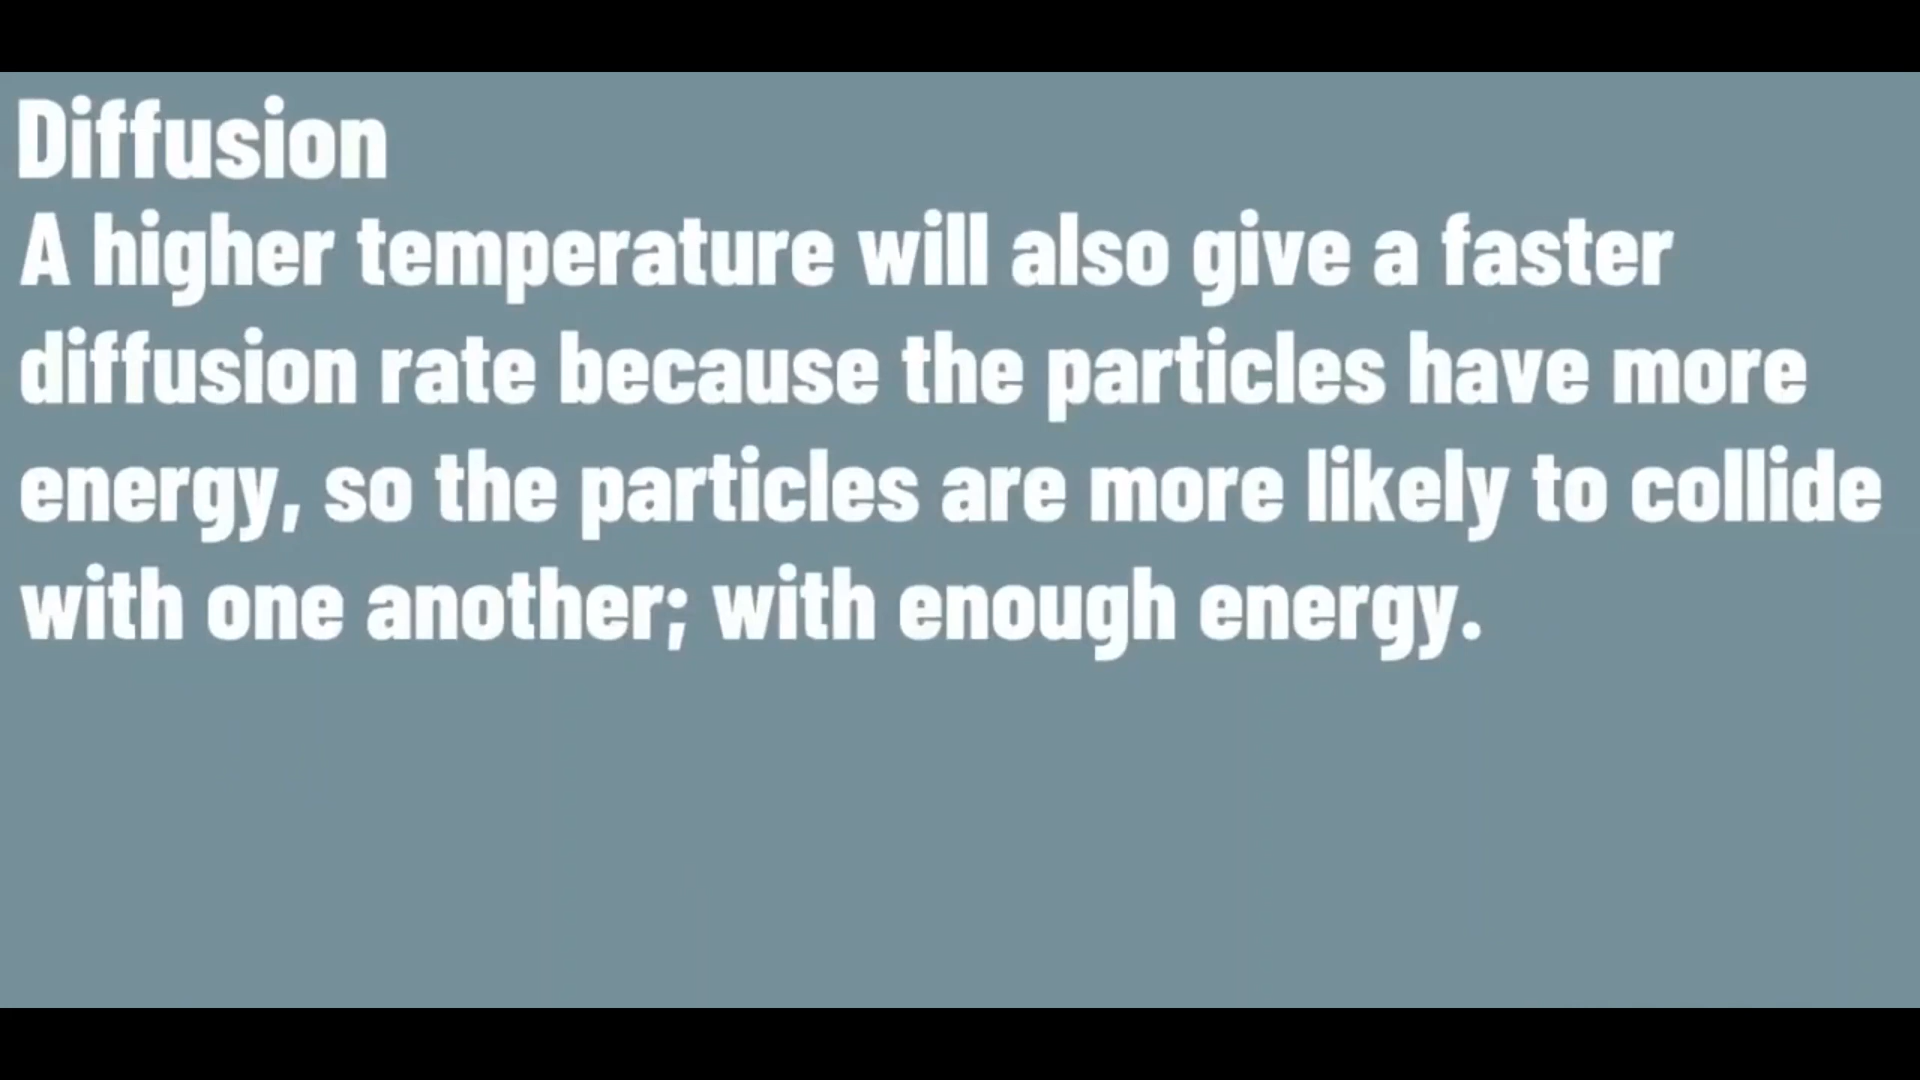 Diffusion
A higher temperature will also give a faster
diffusion rate because the particles have more
energy, so the particles are more likely to collide
with one another; with enough energy.